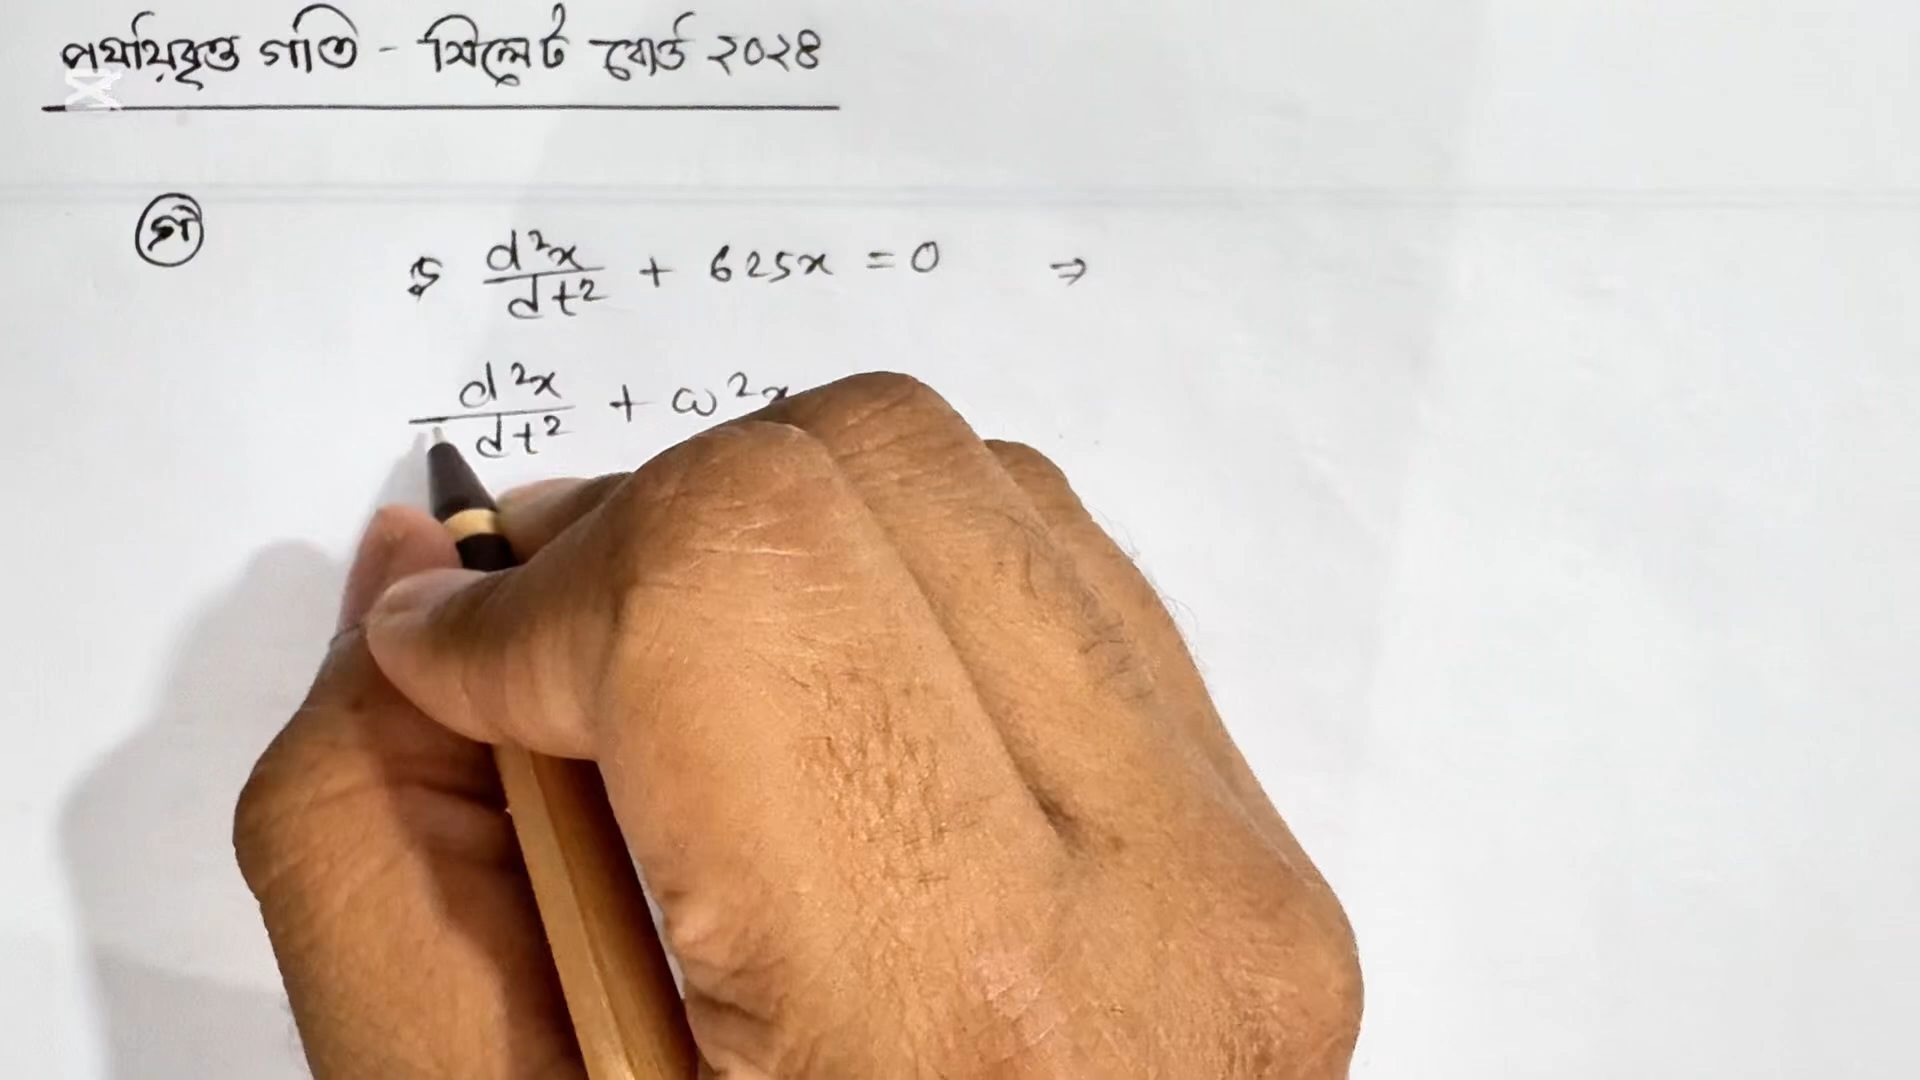 পর্যায়বৃত্ত গতি - সিলেট বোর্ড ২০২৪
গ
5 d²x/dt² + 625x = 0 ⇒
d²x/dt² + ω²x